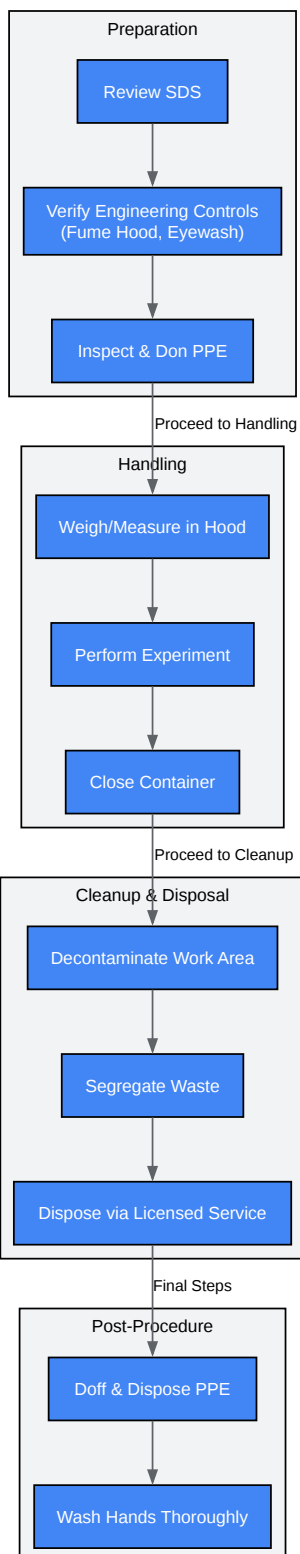 Preparation
Review SDS
Verify Engineering Controls
(Fume Hood, Eyewash)
Inspect & Don PPE
Proceed to Handling
Handling
Weigh/Measure in Hood
Perform Experiment
Close Container
Proceed to Cleanup
Cleanup & Disposal
Decontaminate Work Area
Segregate Waste
Dispose via Licensed Service
Final Steps
Post-Procedure
Doff & Dispose PPE
Wash Hands Thoroughly